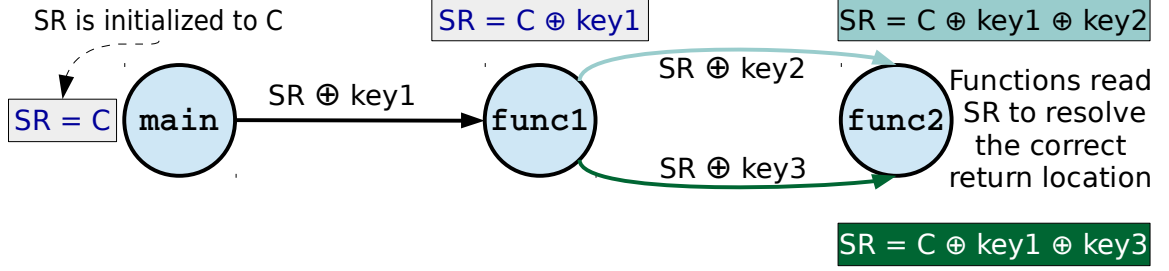 SR is initialized to C
SR = C ⊕ key1
SR = C ⊕ key1 ⊕ key2
SR = C
main
SR ⊕ key1
func1
SR ⊕ key2
SR ⊕ key3
func2
Functions read
SR to resolve
the correct
return location
SR = C ⊕ key1 ⊕ key3